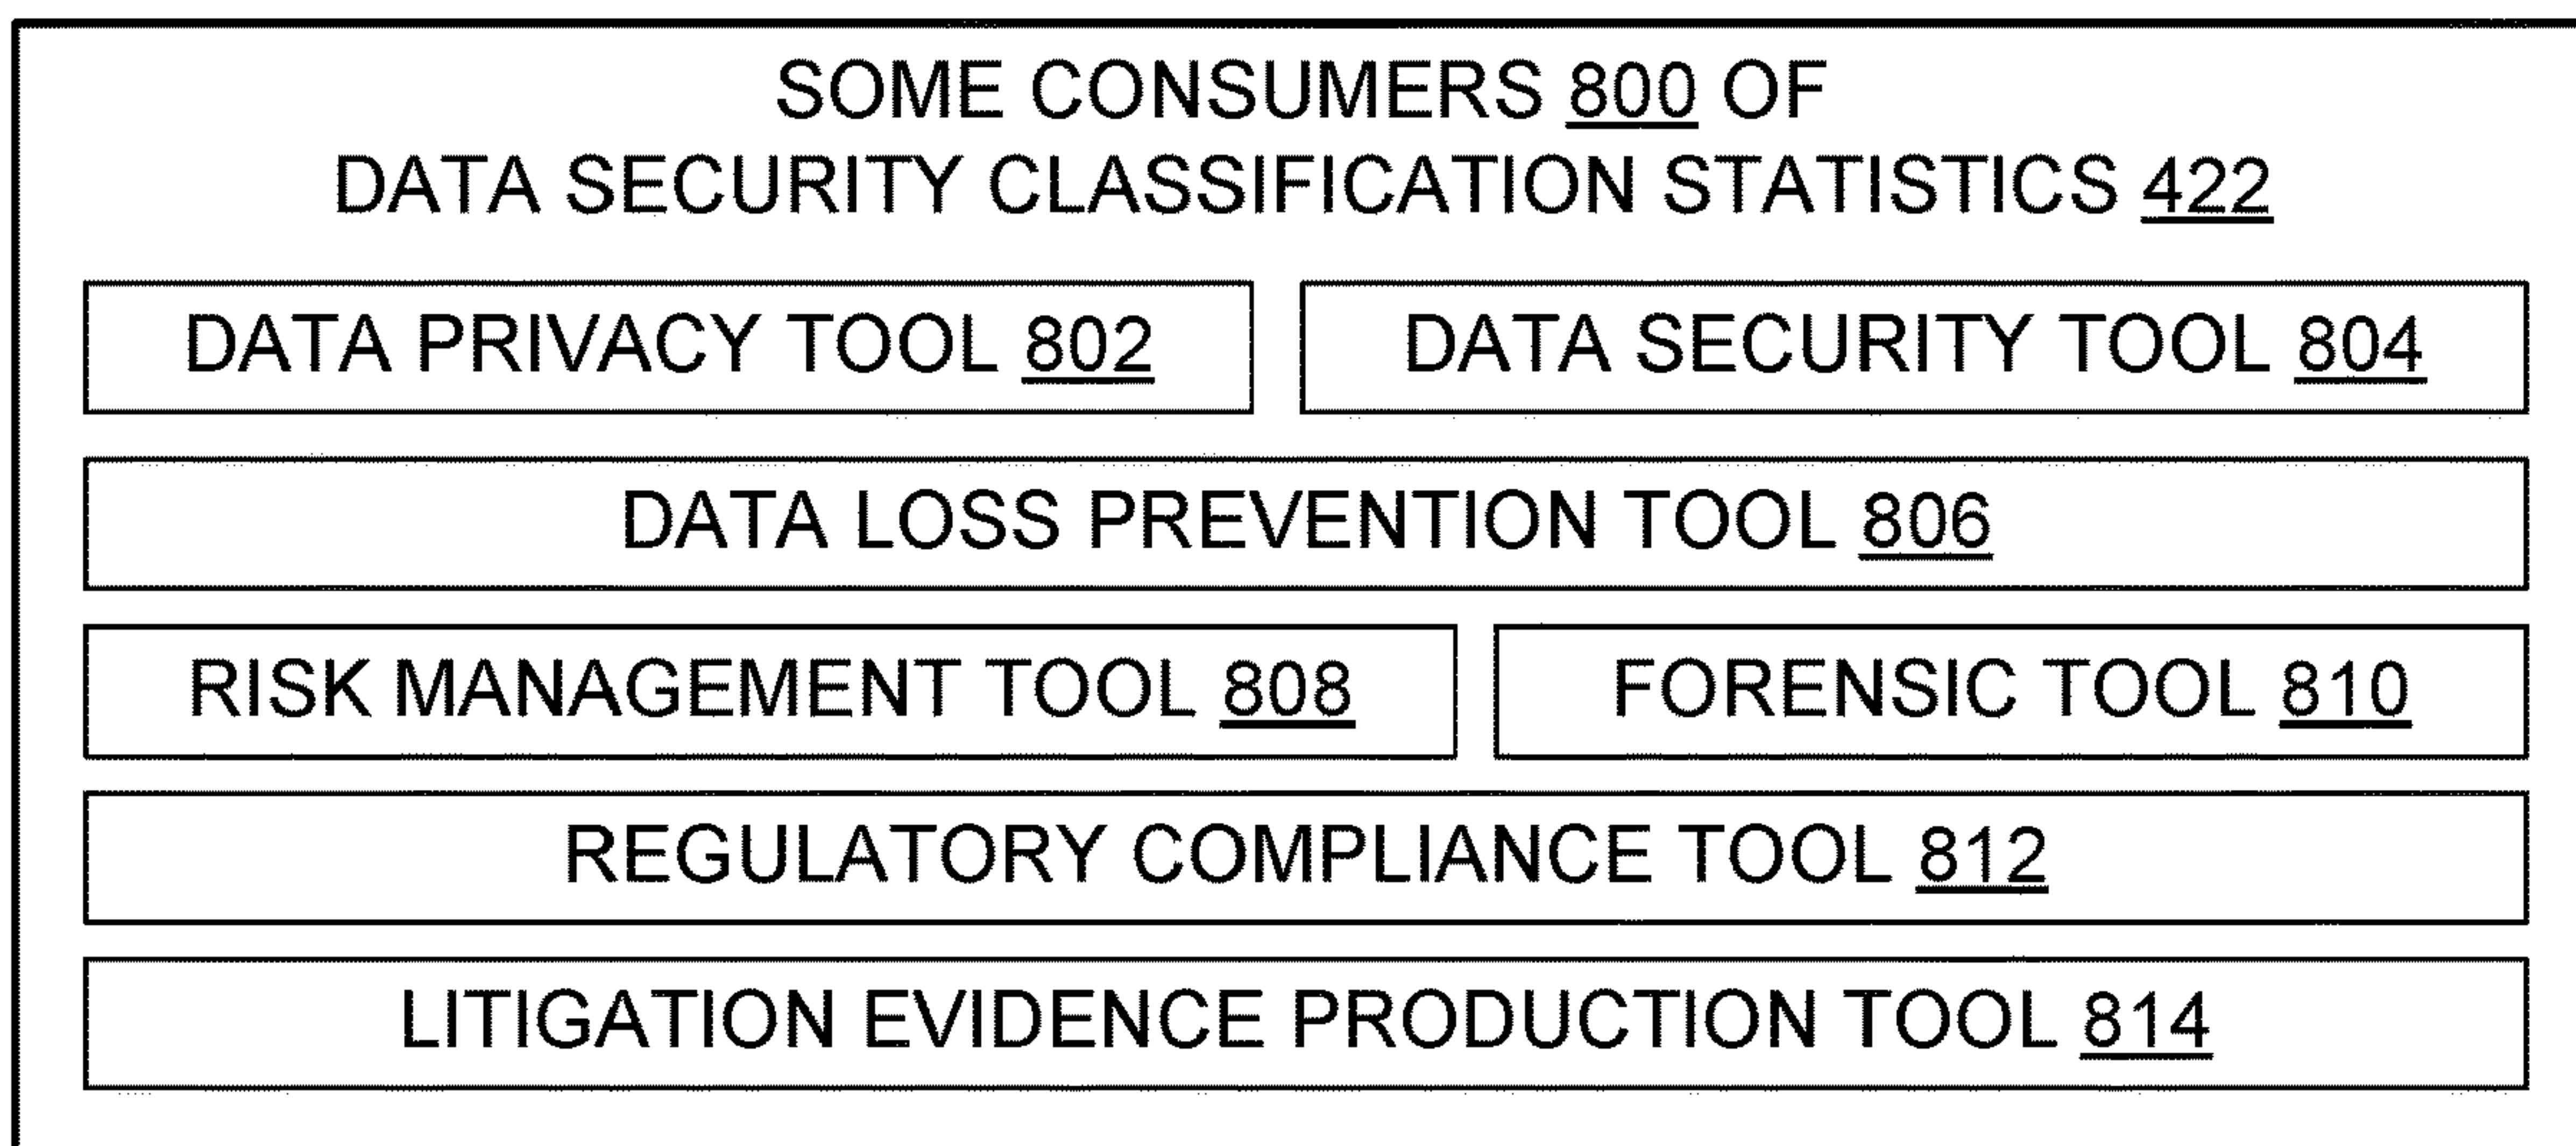 SOME CONSUMERS 800 OF
DATA SECURITY CLASSIFICATION STATISTICS 422
DATA PRIVACY TOOL 802
DATA SECURITY TOOL 804
DATA LOSS PREVENTION TOOL 806
RISK MANAGEMENT TOOL 808
FORENSIC TOOL 810
REGULATORY COMPLIANCE TOOL 812
LITIGATION EVIDENCE PRODUCTION TOOL 814